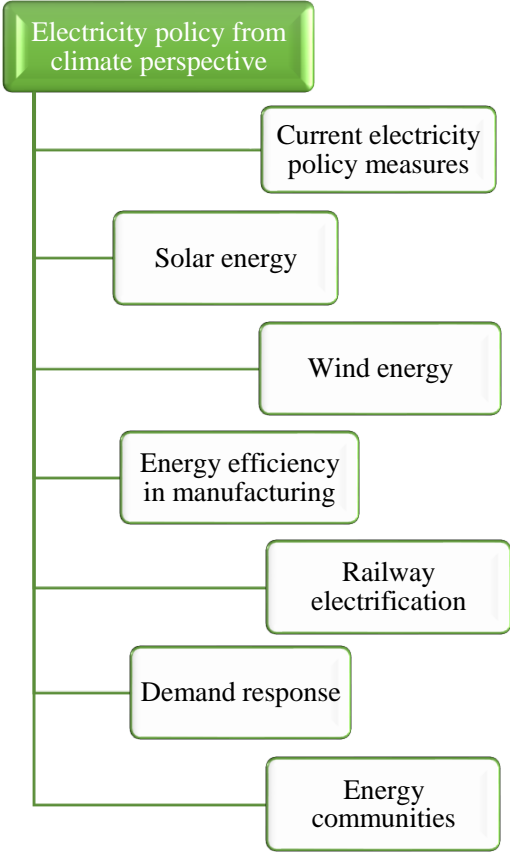 Electricity policy from
climate perspective
Current electricity
policy measures
Solar energy
Wind energy
Energy efficiency
in manufacturing
Railway
electrification
Demand response
Energy
communities